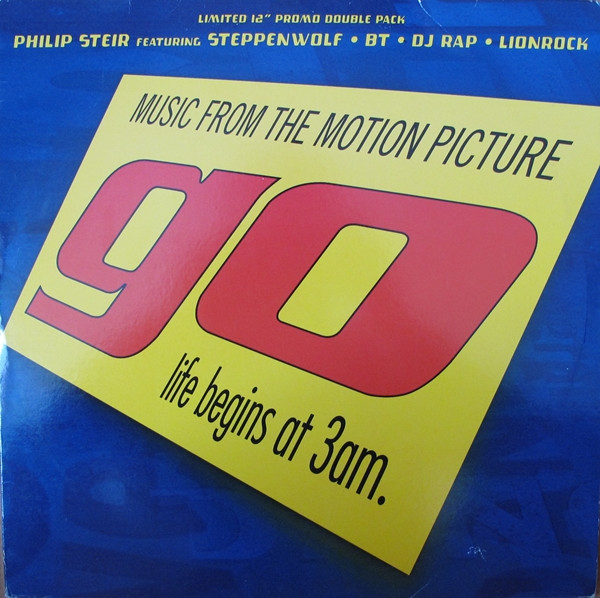 LIMITED 12" PROMO DOUBLE PACK
PHILIP STEIR FEATURING STEPPENWOLF • BT • DJ RAP • LIONROCK
MUSIC FROM THE MOTION PICTURE
go
life begins at 3am.